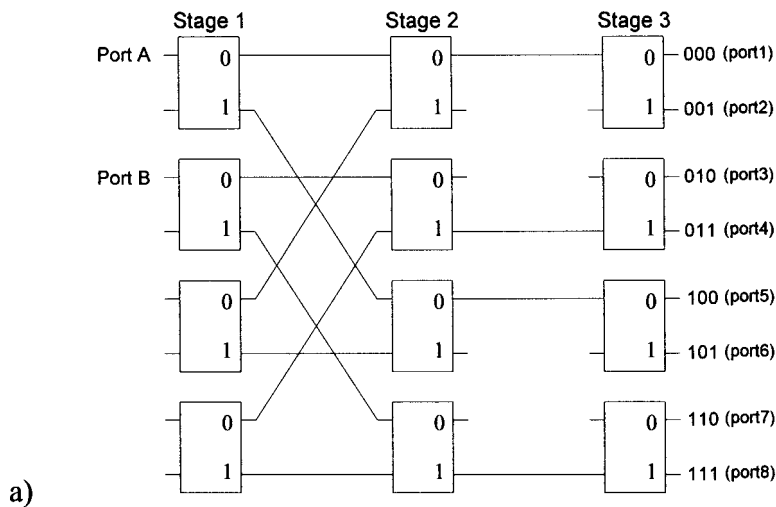 Stage 1 Stage 2 Stage 3
Port A 0 0 0 000 (port1)
1 1 1 001 (port2)
Port B 0 0 0 010 (port3)
1 1 1 011 (port4)
0 0 0 100 (port5)
1 1 1 101 (port6)
0 0 0 110 (port7)
1 1 1 111 (port8)
a)